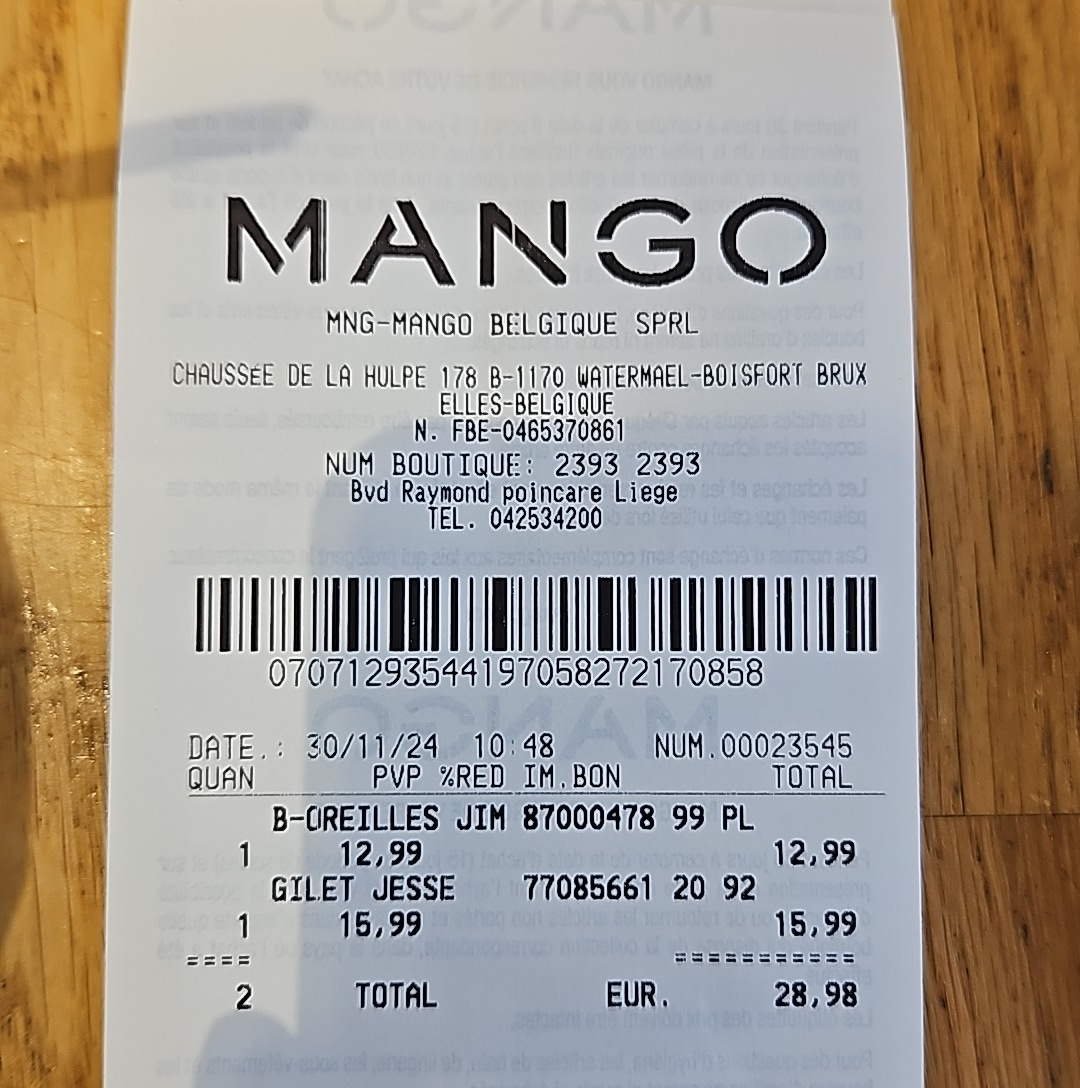 MANGO
MNG-MANGO BELGIQUE SPRL
CHAUSSÉE DE LA HULPE 178 B-1170 WATERMAEL-BOISFORT BRUX
ELLES-BELGIQUE
N. FBE-0465370861
NUM BOUTIQUE: 2393 2393
Bvd Raymond poincare Liege
TEL. 042534200
0707129354419705827217​0858
DATE.: 30/11/24 10:48 NUM.00023545
QUAN PVP %RED IM.BON TOTAL
B-OREILLES JIM 87000478 99 PL
1 12,99 12,99
GILET JESSE 77085661 20 92
1 15,99 15,99
==== ===========
2 TOTAL EUR. 28,98